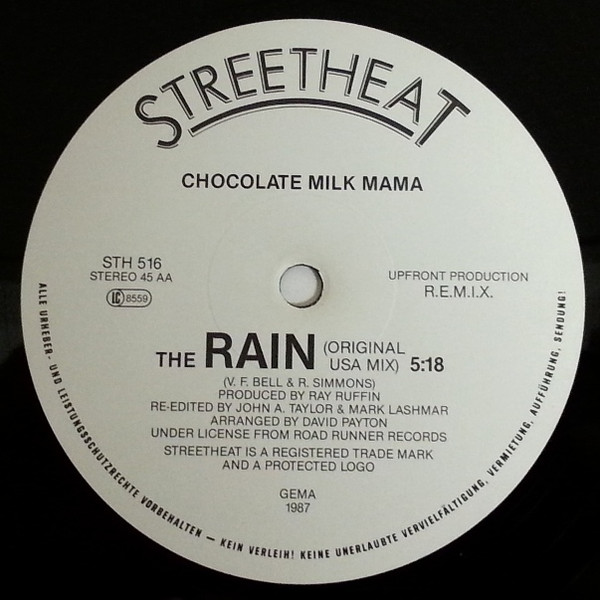 STREETHEAT
CHOCOLATE MILK MAMA
STH 516
STEREO 45 AA
LC 8559
UPFRONT PRODUCTION
R.E.M.I.X.
THE RAIN (ORIGINAL
USA MIX) 5:18
(V. F. BELL & R. SIMMONS)
PRODUCED BY RAY RUFFIN
RE-EDITED BY JOHN A. TAYLOR & MARK LASHMAR
ARRANGED BY DAVID PAYTON
UNDER LICENSE FROM ROAD RUNNER RECORDS
STREETHEAT IS A REGISTERED TRADE MARK
AND A PROTECTED LOGO
GEMA
1987
ALLE URHEBER- UND LEISTUNGSSCHUTZRECHTE VORBEHALTEN — KEIN VERLEIH! KEINE UNERLAUBTE VERVIELFÄLTIGUNG, VERMIETUNG, AUFFÜHRUNG, SENDUNG!